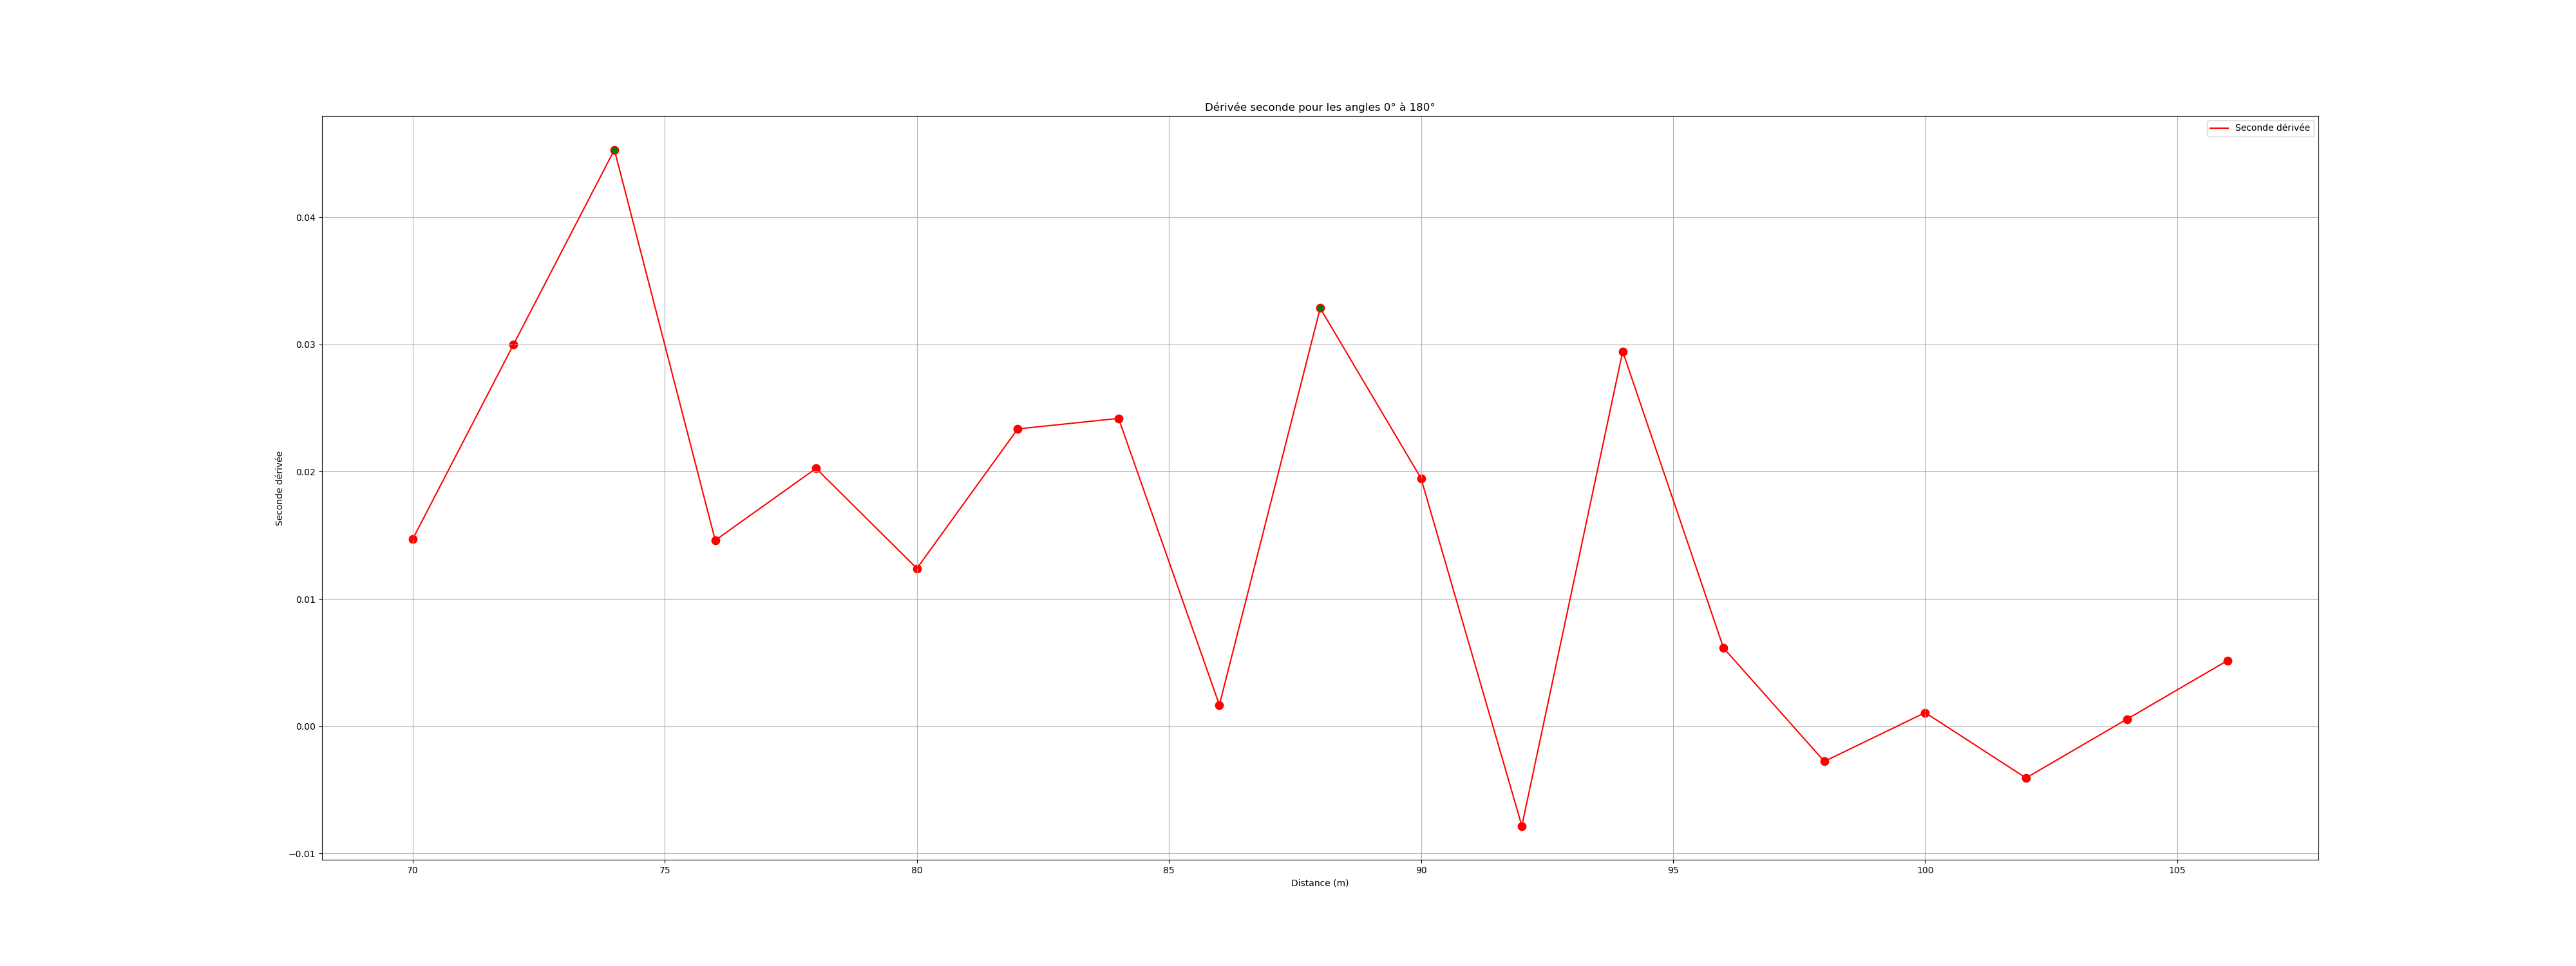 Dérivée seconde pour les angles 0° à 180°
Seconde dérivée
0.04
0.03
0.02
0.01
0.00
−0.01
Seconde dérivée
70 75 80 85 90 95 100 105
Distance (m)